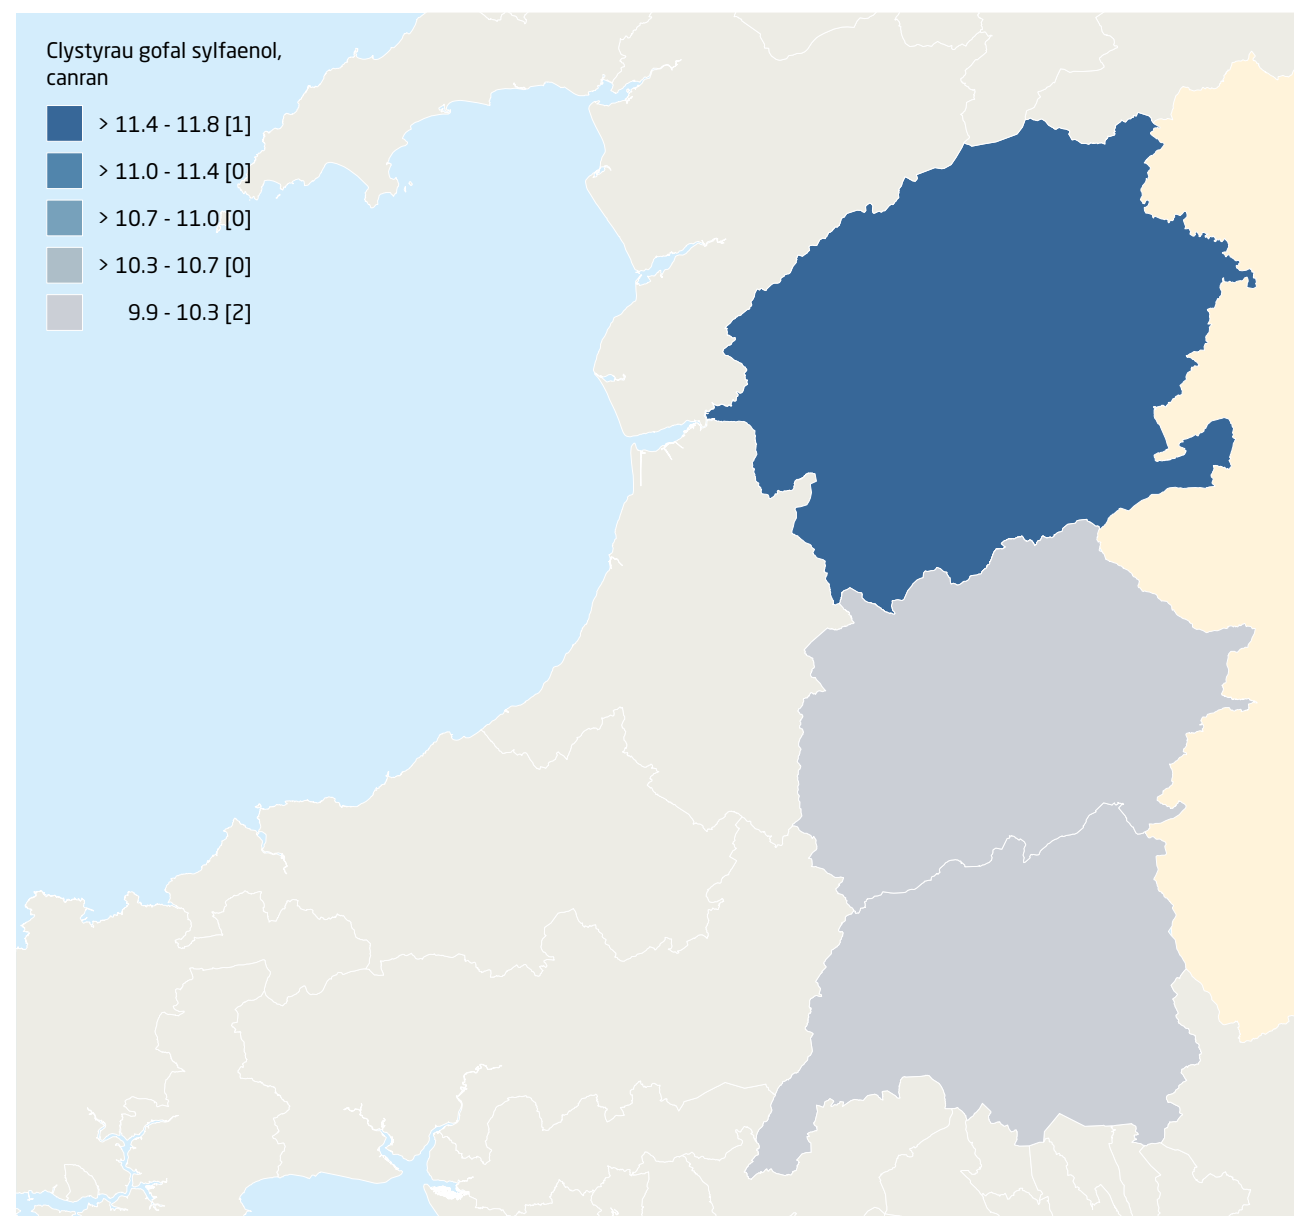 Clystyrau gofal sylfaenol,
canran
> 11.4 - 11.8 [1]
> 11.0 - 11.4 [0]
> 10.7 - 11.0 [0]
> 10.3 - 10.7 [0]
9.9 - 10.3 [2]